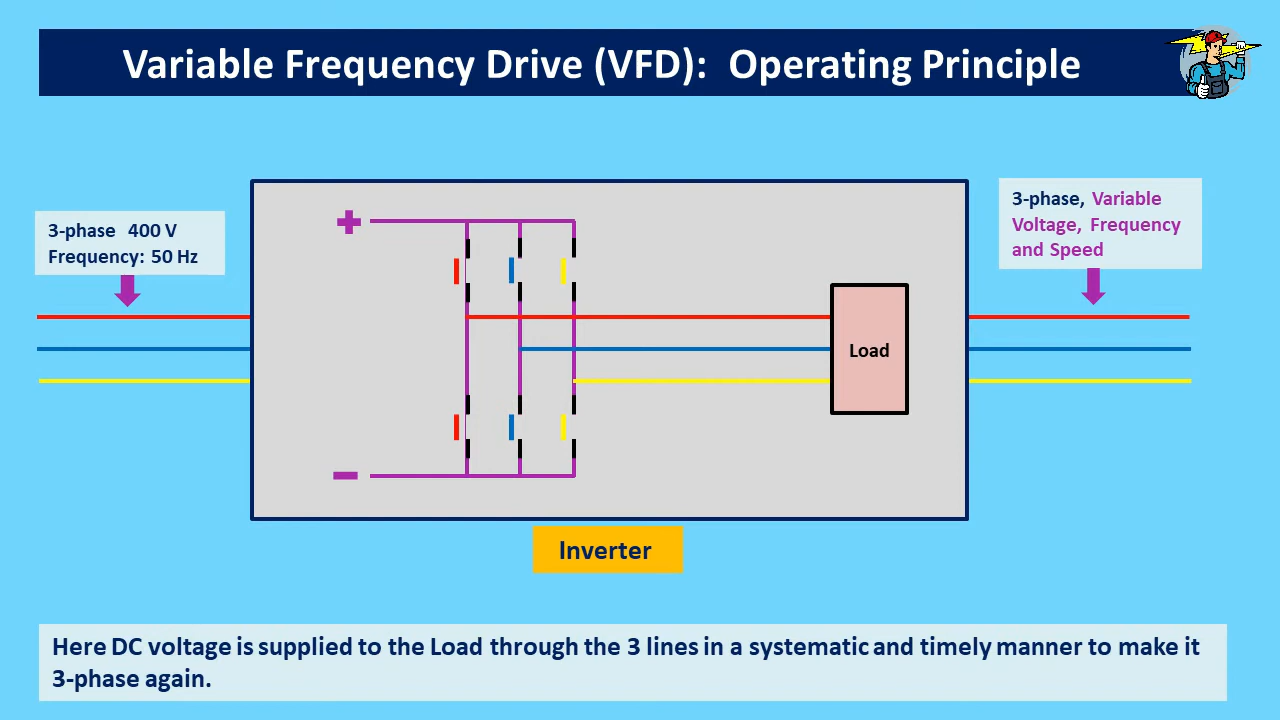 Variable Frequency Drive (VFD): Operating Principle
3-phase 400 V
Frequency: 50 Hz
3-phase, Variable
Voltage, Frequency
and Speed
Load
Inverter
Here DC voltage is supplied to the Load through the 3 lines in a systematic and timely manner to make it
3-phase again.